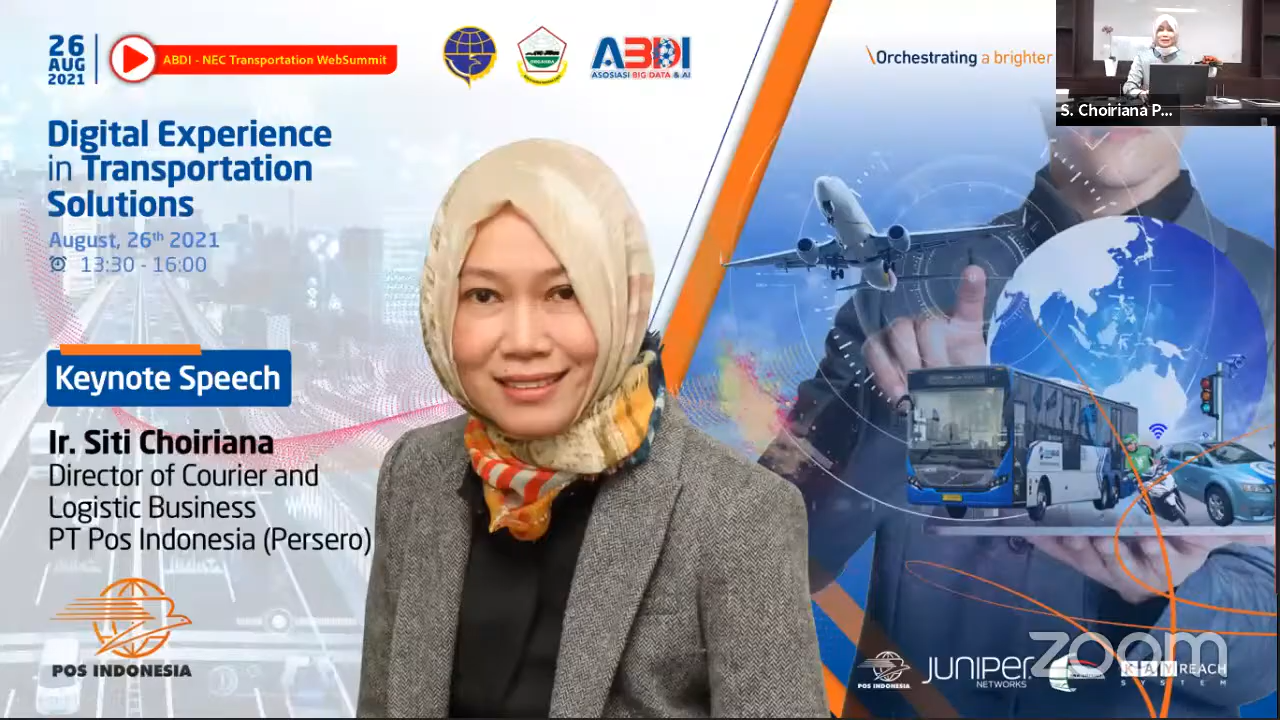 26
AUG
2021
ABDI - NEC Transportation WebSummit
ABDI
ASOSIASI BIG DATA & AI
\Orchestrating a brighter
S. Choiriana P...
Digital Experience
in Transportation
Solutions
August, 26th 2021
13:30 - 16:00
Keynote Speech
Ir. Siti Choiriana
Director of Courier and
Logistic Business
PT Pos Indonesia (Persero)
POS INDONESIA
POS INDONESIA
JUNIPER
NETWORKS
zoom
REACH
SYSTEM